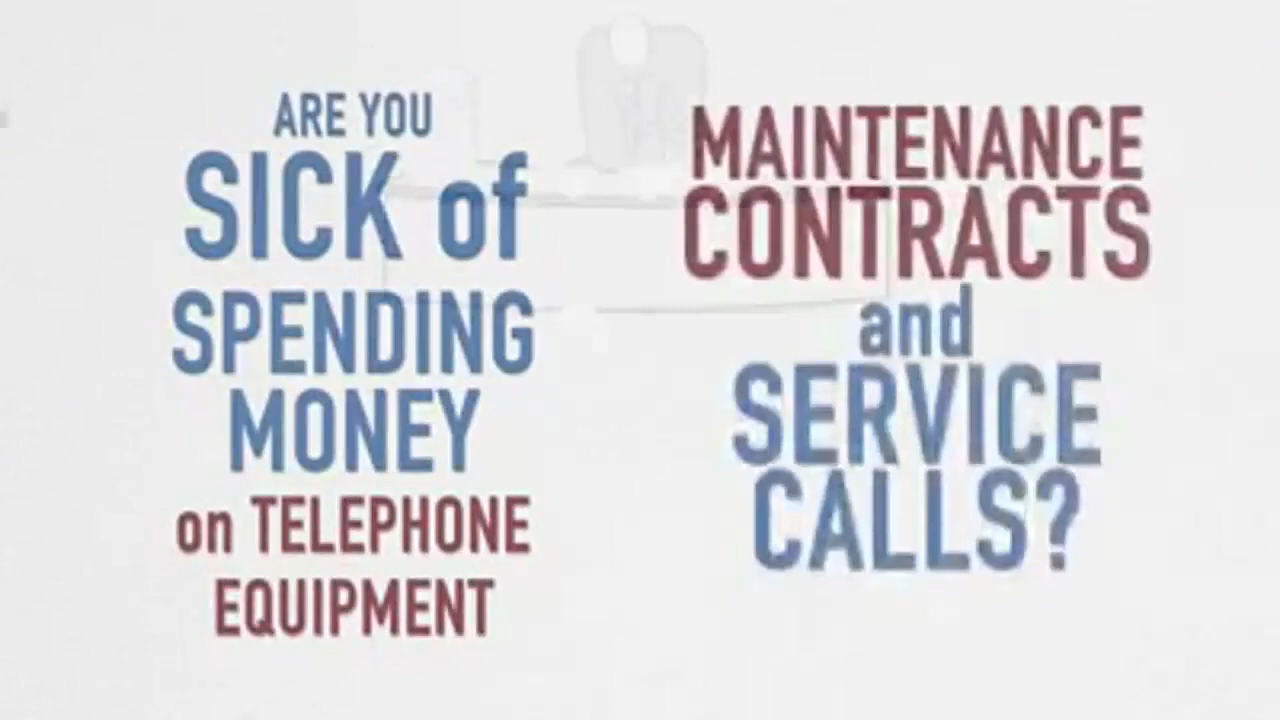 ARE YOU
SICK of
SPENDING
MONEY
on TELEPHONE
EQUIPMENT
MAINTENANCE
CONTRACTS
and
SERVICE
CALLS?